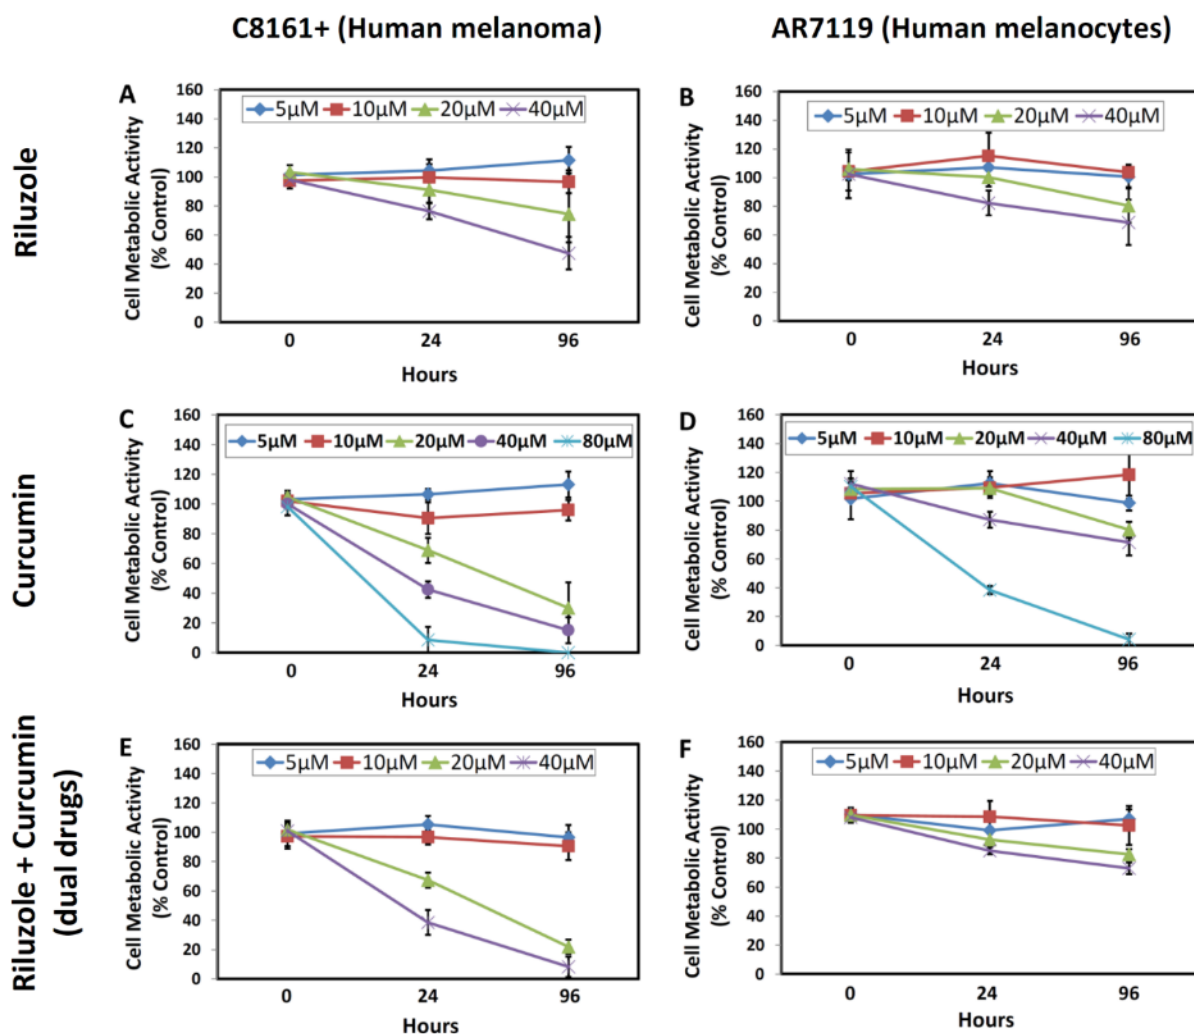 C8161+ (Human melanoma)
AR7119 (Human melanocytes)
Riluzole
A
160
140
120
100
80
60
40
20
0
Cell Metabolic Activity
(% Control)
5µM 10µM 20µM 40µM
0 24 96
Hours
B
160
140
120
100
80
60
40
20
0
Cell Metabolic Activity
(% Control)
5µM 10µM 20µM 40µM
0 24 96
Hours
Curcumin
C
160
140
120
100
80
60
40
20
0
Cell Metabolic Activity
(% Control)
5µM 10µM 20µM 40µM 80µM
0 24 96
Hours
D
160
140
120
100
80
60
40
20
0
Cell Metabolic Activity
(% Control)
5µM 10µM 20µM 40µM 80µM
0 24 96
Hours
Riluzole + Curcumin
(dual drugs)
E
160
140
120
100
80
60
40
20
0
Cell Metabolic Activity
(% Control)
5µM 10µM 20µM 40µM
0 24 96
Hours
F
160
140
120
100
80
60
40
20
0
Cell Metabolic Activity
(% Control)
5µM 10µM 20µM 40µM
0 24 96
Hours